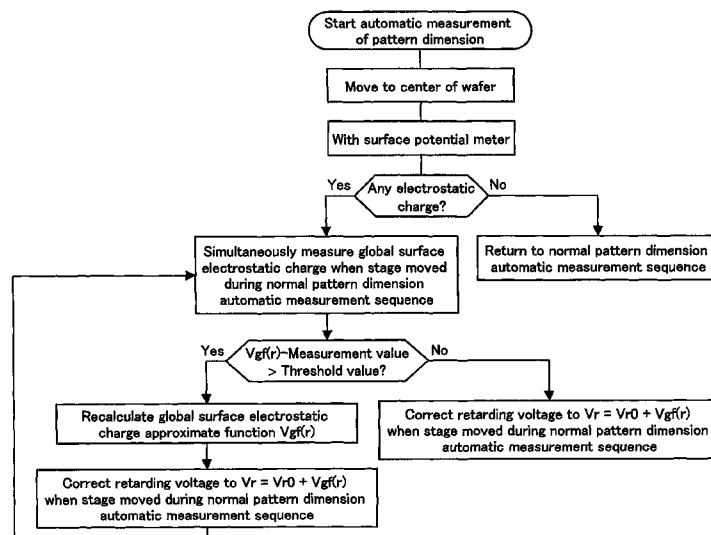 Start automatic measurement
of pattern dimension
Move to center of wafer
With surface potential meter
Yes
Any electrostatic
charge?
No
Simultaneously measure global surface
electrostatic charge when stage moved
during normal pattern dimension
automatic measurement sequence
Return to normal pattern dimension
automatic measurement sequence
Yes
Vgf(r)-Measurement value
> Threshold value?
No
Recalculate global surface electrostatic
charge approximate function Vgf(r)
Correct retarding voltage to Vr = Vr0 + Vgf(r)
when stage moved during normal pattern dimension
automatic measurement sequence
Correct retarding voltage to Vr = Vr0 + Vgf(r)
when stage moved during normal pattern dimension
automatic measurement sequence